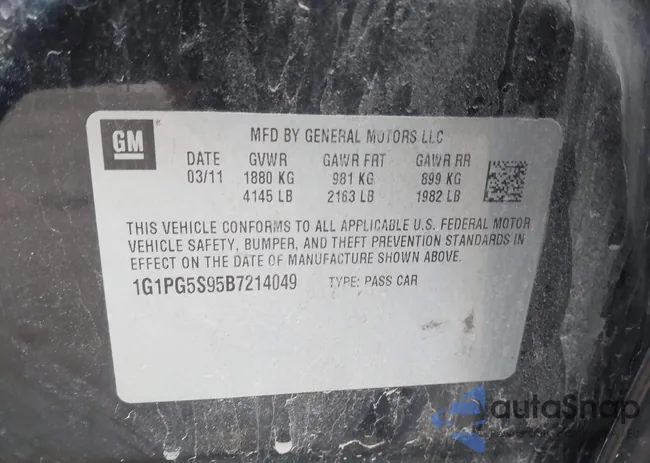 GM
MFD BY GENERAL MOTORS LLC
DATE GVWR GAWR FRT GAWR RR
03/11 1880 KG 981 KG 899 KG
4145 LB 2163 LB 1982 LB
THIS VEHICLE CONFORMS TO ALL APPLICABLE U.S. FEDERAL MOTOR
VEHICLE SAFETY, BUMPER, AND THEFT PREVENTION STANDARDS IN
EFFECT ON THE DATE OF MANUFACTURE SHOWN ABOVE.
1G1PG5S95B7214049 TYPE: PASS CAR
autoSnap